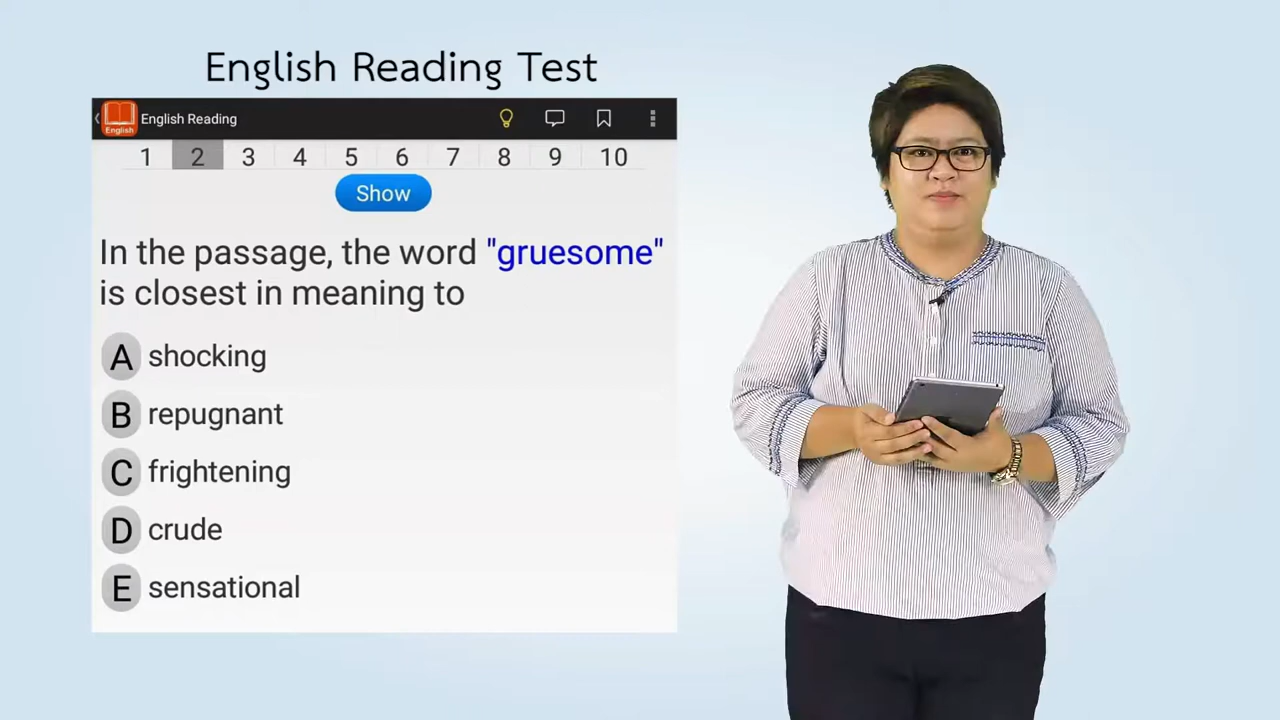 English Reading Test
English
English Reading
1 2 3 4 5 6 7 8 9 10
Show
In the passage, the word "gruesome"
is closest in meaning to
A shocking
B repugnant
C frightening
D crude
E sensational